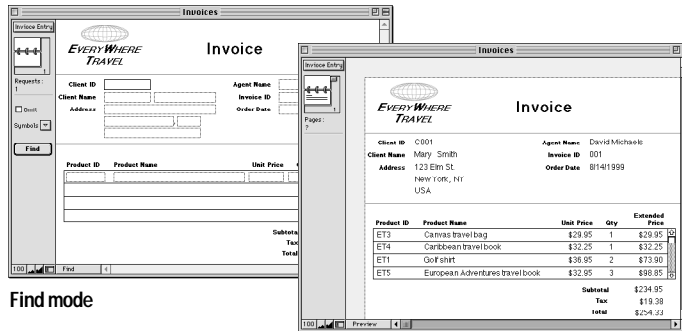 Invoices
Invoice Entry
1
Requests:
1
Omit
Symbols
Find
EVERYWHERE
TRAVEL
Invoice
Client ID
Client Name
Address
Agent Name
Invoice ID
Order Date
Product ID Product Name Unit Price
Subtotal
Tax
Total
100 Find
Find mode
Invoices
Invoice Entry
1
Pages:
?
EVERYWHERE
TRAVEL
Invoice
Client ID C001 Agent Name David Michaels
Client Name Mary Smith Invoice ID 001
Address 123 Elm St. Order Date 8/14/1999
New York, NY
USA
Product ID Product Name Unit Price Qty Extended Price
ET3 Canvas travel bag $29.95 1 $29.95
ET4 Caribbean travel book $32.25 1 $32.25
ET1 Golf shirt $36.95 2 $73.90
ET5 European Adventures travel book $32.95 3 $98.85
Subtotal $234.95
Tax $19.38
Total $254.33
100 Preview